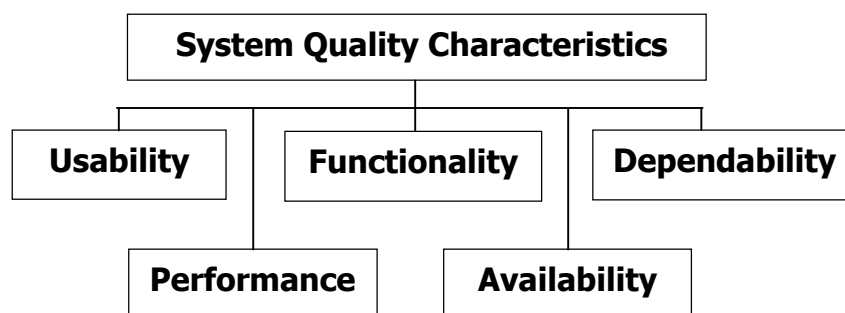 System Quality Characteristics
Usability
Functionality
Dependability
Performance
Availability